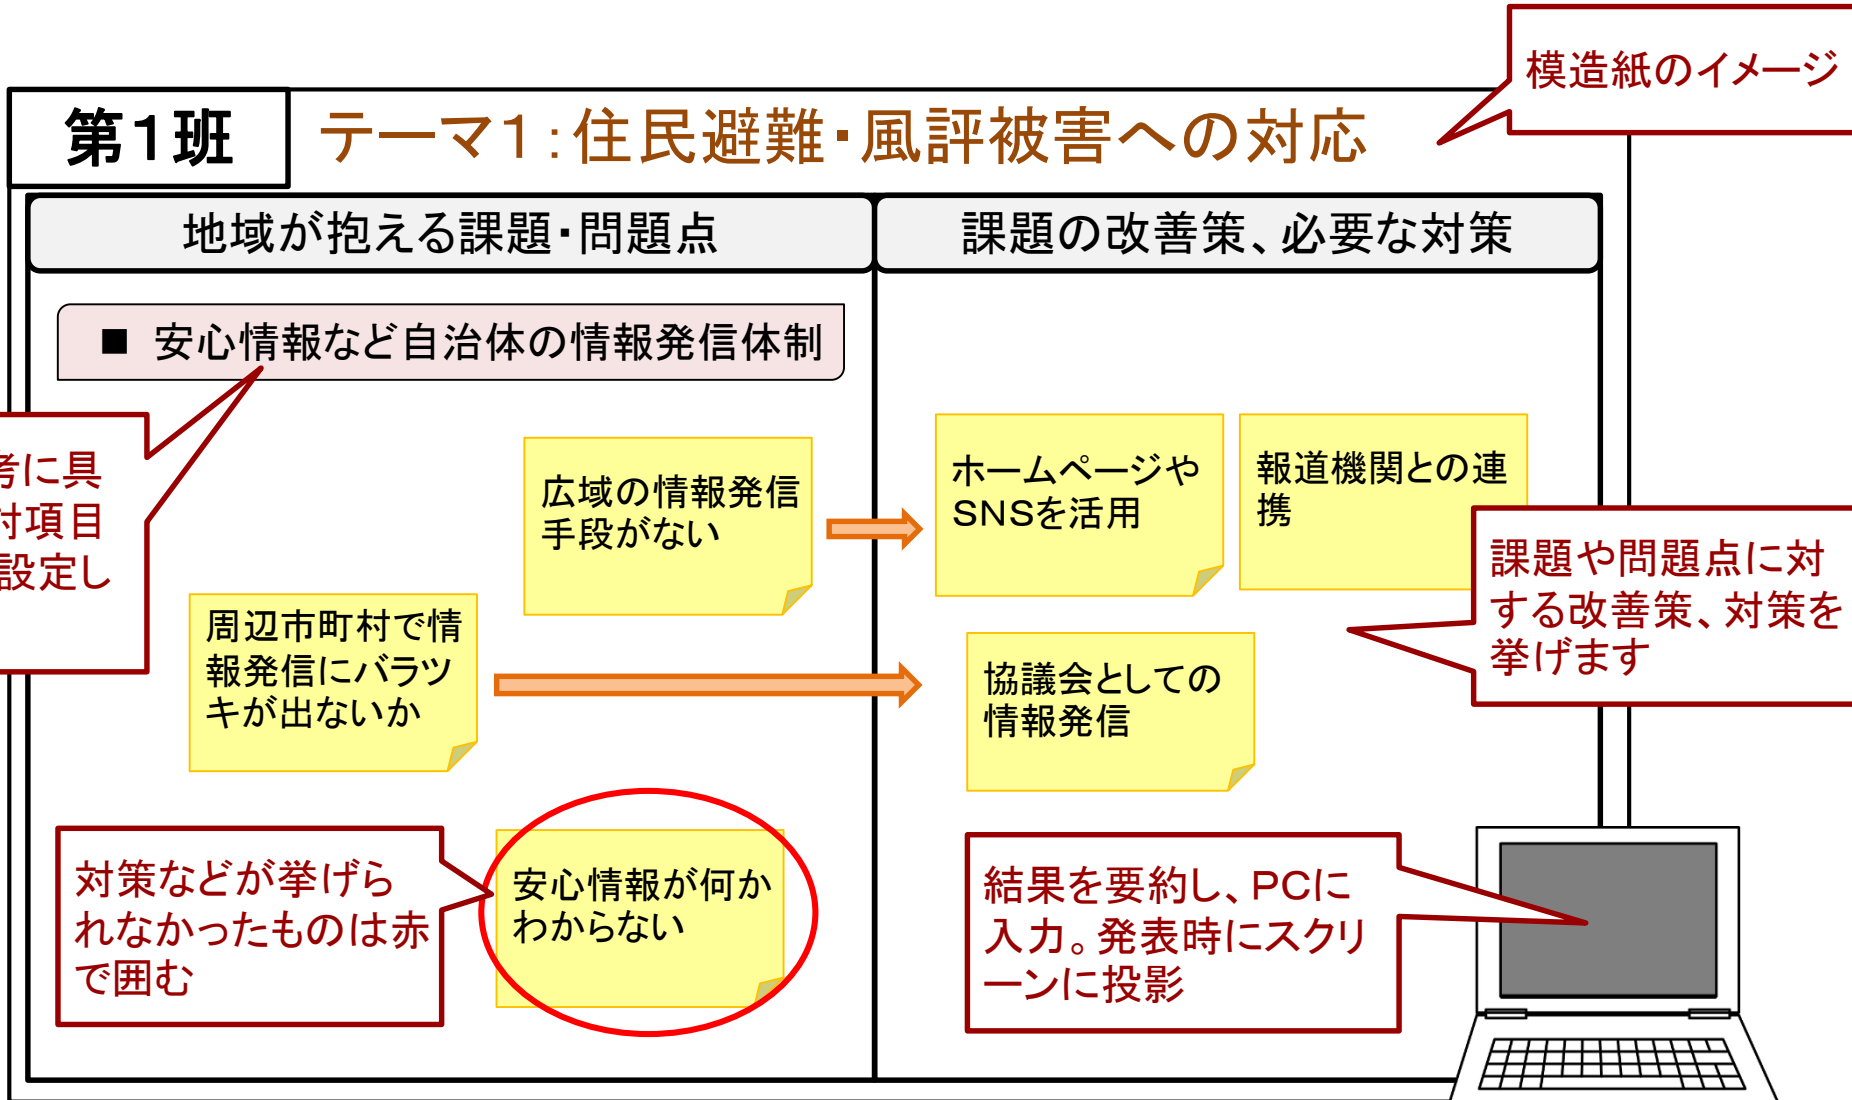 模造紙のイメージ
第1班
テーマ1:住民避難・風評被害への対応
地域が抱える課題・問題点
課題の改善策、必要な対策
■ 安心情報など自治体の情報発信体制
考に具
討項目
設定し
広域の情報発信
手段がない
周辺市町村で情
報発信にバラツ
キが出ないか
ホームページや
SNSを活用
報道機関との連
携
課題や問題点に対
する改善策、対策を
挙げます
協議会としての
情報発信
対策などが挙げら
れなかったものは赤
で囲む
安心情報が何か
わからない
結果を要約し、PCに
入力。発表時にスクリ
ーンに投影